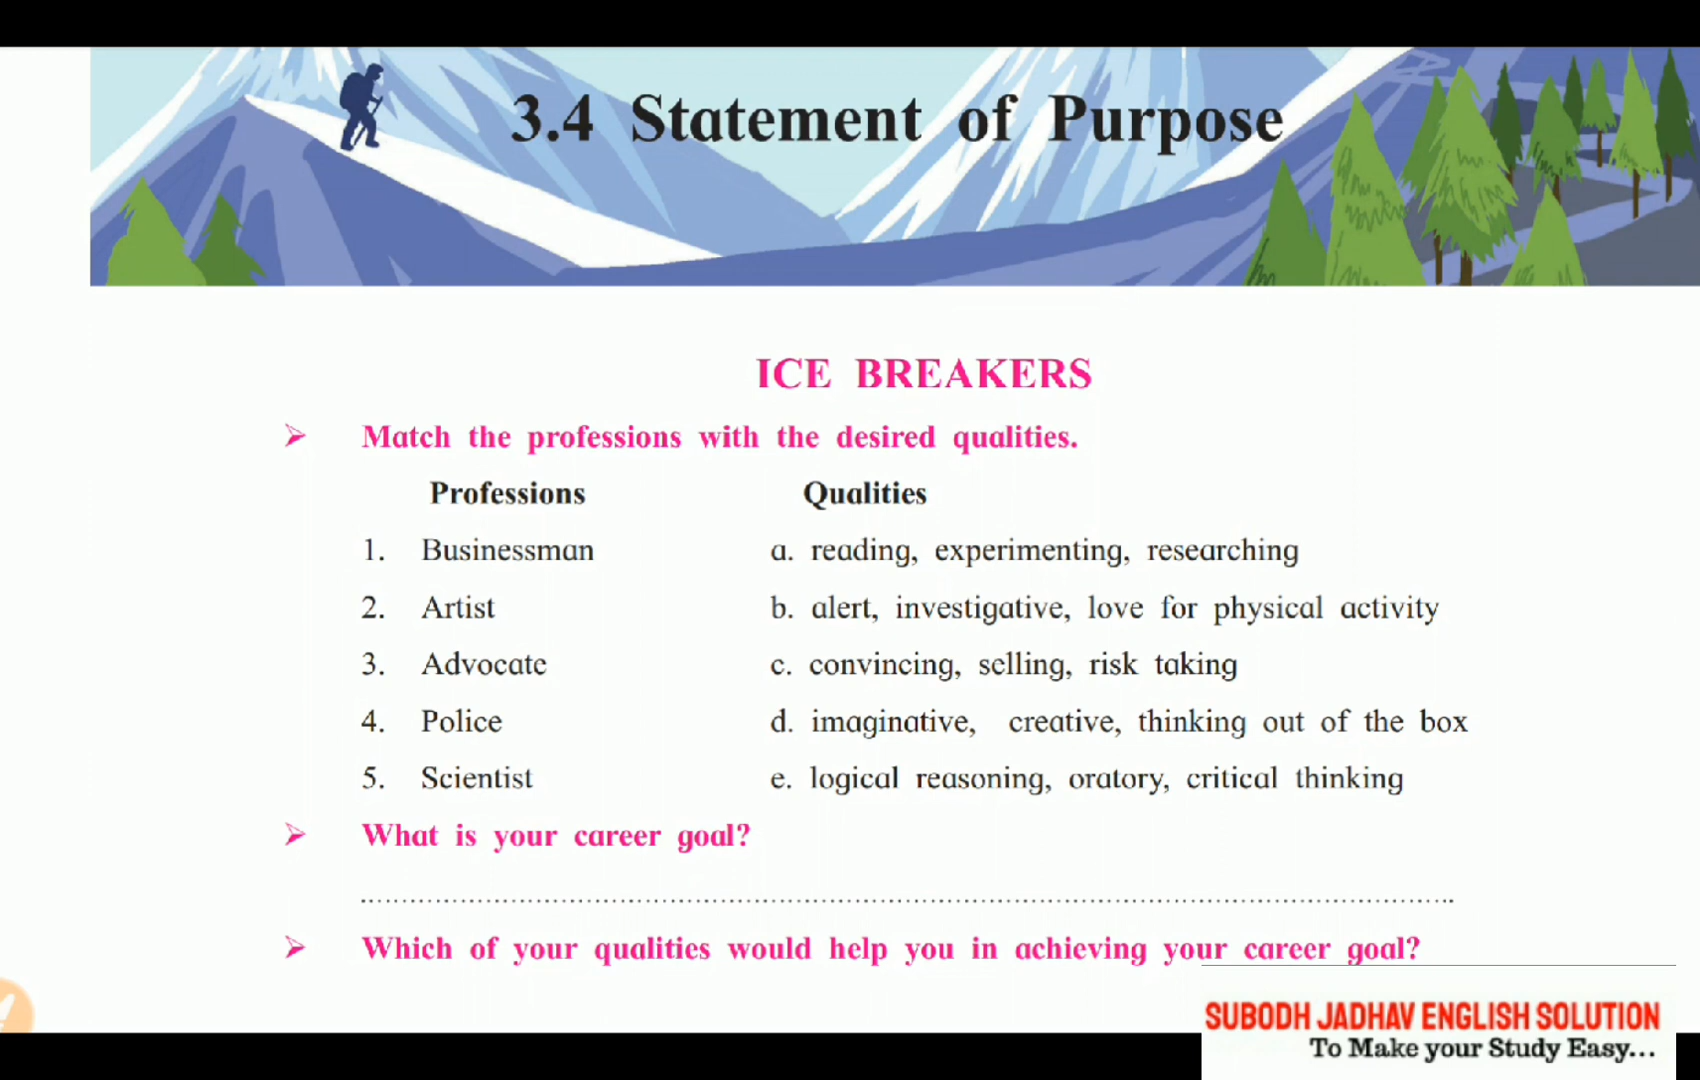 3.4 Statement of Purpose
ICE BREAKERS
➢ Match the professions with the desired qualities.
Professions Qualities
1. Businessman a. reading, experimenting, researching
2. Artist b. alert, investigative, love for physical activity
3. Advocate c. convincing, selling, risk taking
4. Police d. imaginative, creative, thinking out of the box
5. Scientist e. logical reasoning, oratory, critical thinking
➢ What is your career goal?
➢ Which of your qualities would help you in achieving your career goal?
SUBODH JADHAV ENGLISH SOLUTION
To Make your Study Easy...